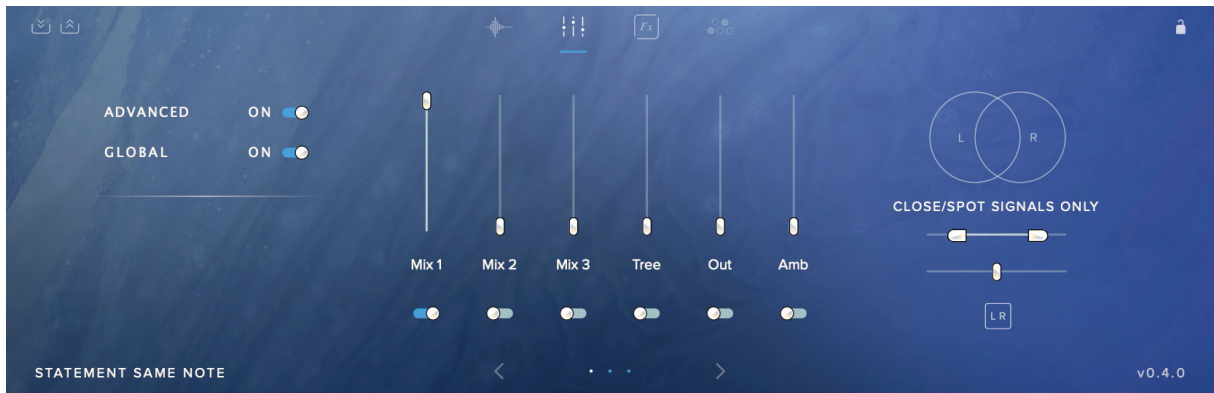 Fx
ADVANCED ON
GLOBAL ON
L R
CLOSE/SPOT SIGNALS ONLY
Mix 1 Mix 2 Mix 3 Tree Out Amb
L R
STATEMENT SAME NOTE
v0.4.0